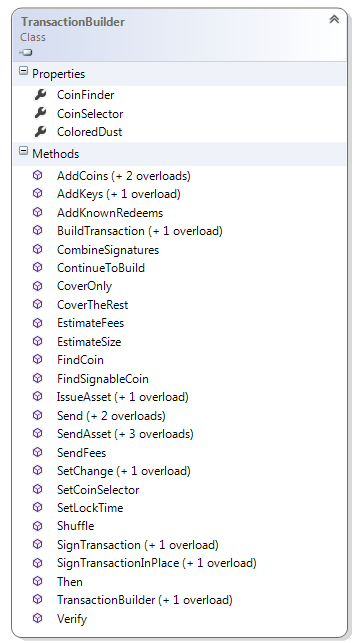 TransactionBuilder
Class
Properties
CoinFinder
CoinSelector
ColoredDust
Methods
AddCoins (+ 2 overloads)
AddKeys (+ 1 overload)
AddKnownRedeems
BuildTransaction (+ 1 overload)
CombineSignatures
ContinueToBuild
CoverOnly
CoverTheRest
EstimateFees
EstimateSize
FindCoin
FindSignableCoin
IssueAsset (+ 1 overload)
Send (+ 2 overloads)
SendAsset (+ 3 overloads)
SendFees
SetChange (+ 1 overload)
SetCoinSelector
SetLockTime
Shuffle
SignTransaction (+ 1 overload)
SignTransactionInPlace (+ 1 overload)
Then
TransactionBuilder (+ 1 overload)
Verify